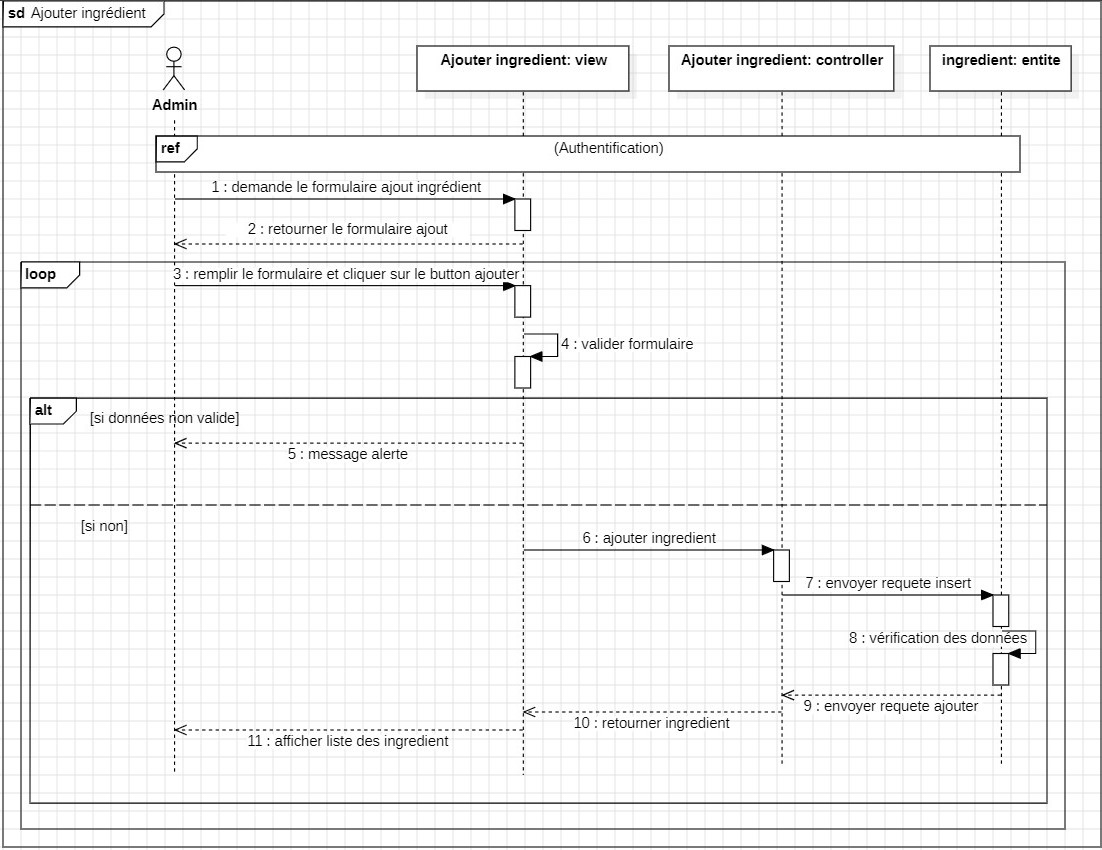 sd Ajouter ingrédient
Ajouter ingredient: view
Ajouter ingredient: controller
ingredient: entite
Admin
ref
(Authentification)
1 : demande le formulaire ajout ingrédient
2 : retourner le formulaire ajout
loop
3 : remplir le formulaire et cliquer sur le button ajouter
4 : valider formulaire
alt
[si données non valide]
5 : message alerte
[si non]
6 : ajouter ingredient
7 : envoyer requete insert
8 : vérification des données
9 : envoyer requete ajouter
10 : retourner ingredient
11 : afficher liste des ingredient